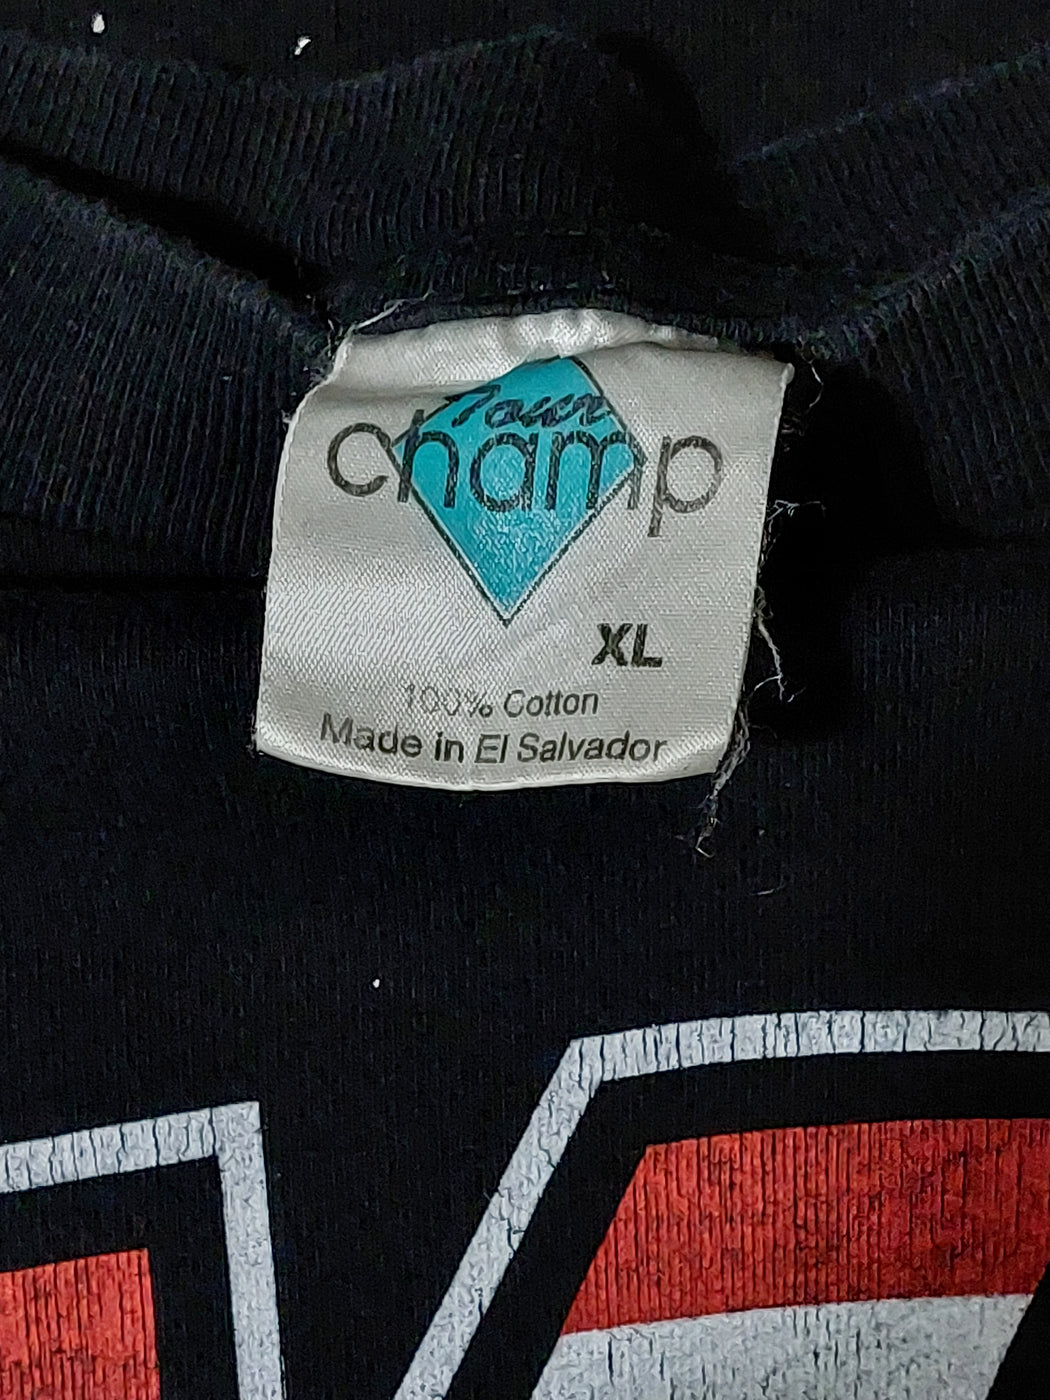 Tour
champ
XL
100% Cotton
Made in El Salvador